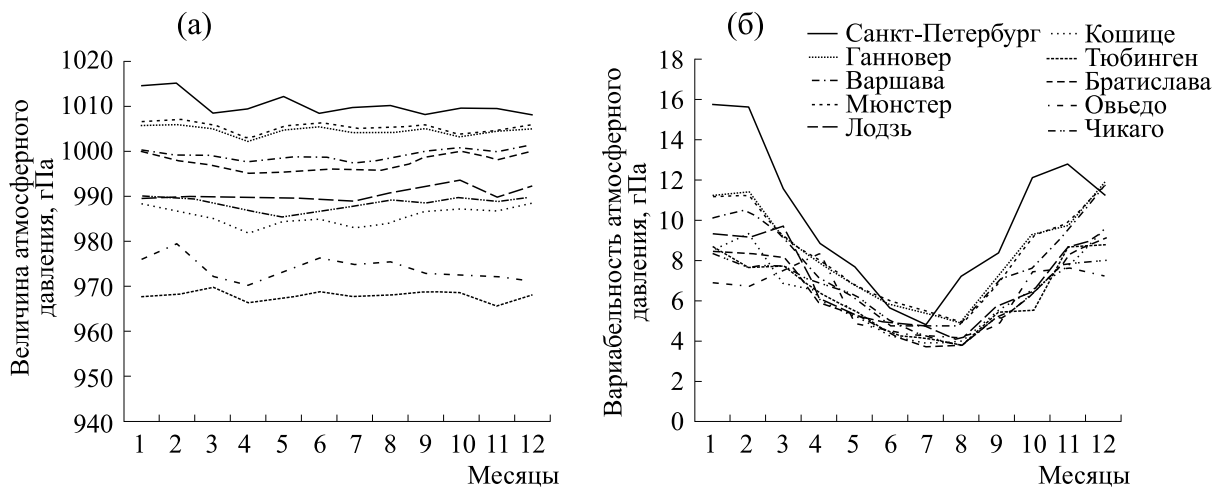 (а)
Величина атмосферного
давления, гПа
1020
1010
1000
990
980
970
960
950
940
1 2 3 4 5 6 7 8 9 10 11 12
Месяцы
(б)
Санкт-Петербург
Ганновер
Варшава
Мюнстер
Лодзь
Кошице
Тюбинген
Братислава
Овьедо
Чикаго
Вариабельность атмосферного
давления, гПа
18
16
14
12
10
8
6
4
2
0
1 2 3 4 5 6 7 8 9 10 11 12
Месяцы